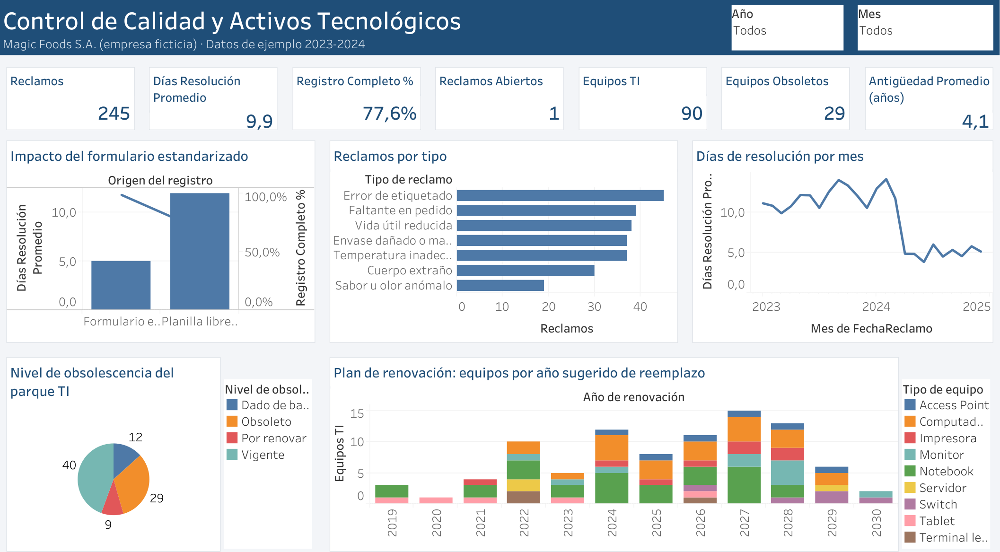 Control de Calidad y Activos Tecnológicos
Magic Foods S.A. (empresa ficticia) · Datos de ejemplo 2023-2024
Año
Todos
Mes
Todos
Reclamos
245
Días Resolución
Promedio
9,9
Registro Completo %
77,6%
Reclamos Abiertos
1
Equipos TI
90
Equipos Obsoletos
29
Antigüedad Promedio
(años)
4,1
Impacto del formulario estandarizado
Origen del registro
Días Resolución
Promedio
10,0
5,0
0,0
100,0%
50,0%
0,0%
Registro Completo %
Formulario e..
Planilla libre..
Reclamos por tipo
Tipo de reclamo
Error de etiquetado
Faltante en pedido
Vida útil reducida
Envase dañado o ma..
Temperatura inadec..
Cuerpo extraño
Sabor u olor anómalo
0 10 20 30 40
Reclamos
Días de resolución por mes
Días Resolución Pro..
10,0
5,0
0,0
2023 2024 2025
Mes de FechaReclamo
Nivel de obsolescencia del
parque TI
12
40
29
9
Nivel de obsol..
Dado de ba..
Obsoleto
Por renovar
Vigente
Plan de renovación: equipos por año sugerido de reemplazo
Año de renovación
Equipos TI
15
10
5
0
2019 2020 2021 2022 2023 2024 2025 2026 2027 2028 2029 2030
Tipo de equipo
Access Point
Computad..
Impresora
Monitor
Notebook
Servidor
Switch
Tablet
Terminal le..